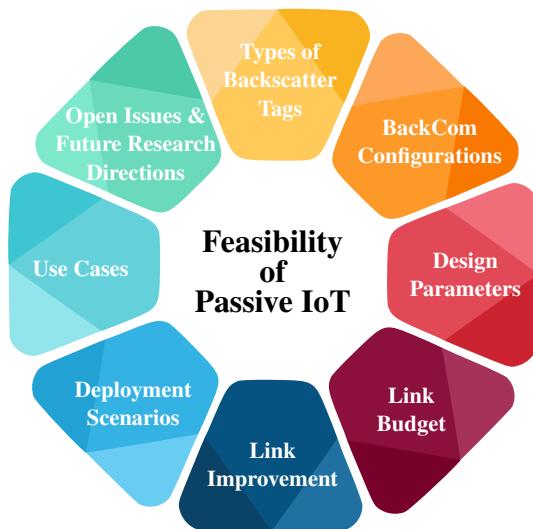 Types of
Backscatter
Tags
BackCom
Configurations
Design
Parameters
Link
Budget
Link
Improvement
Deployment
Scenarios
Use Cases
Open Issues &
Future Research
Directions
Feasibility
of
Passive IoT